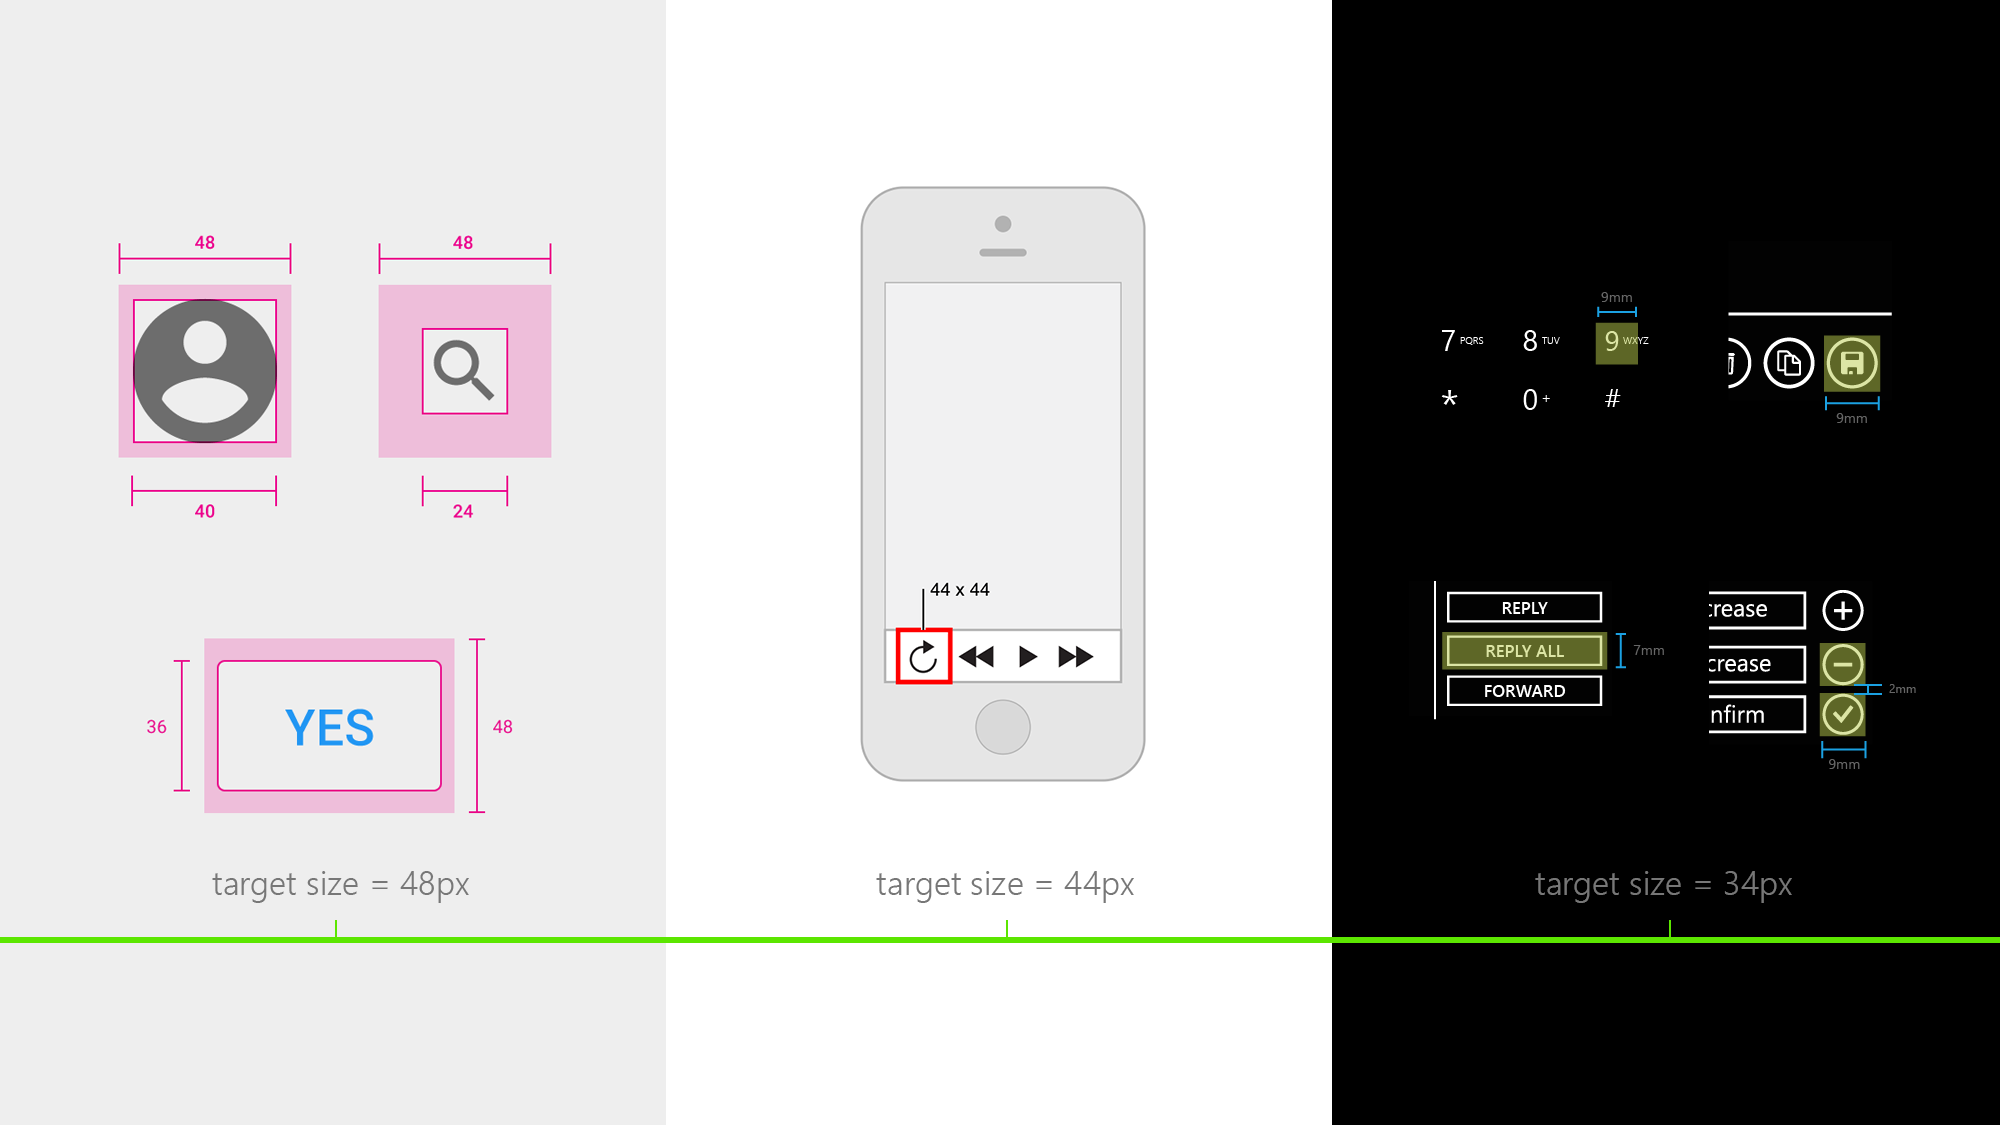 48
48
40
24
36
YES
48
target size = 48px
44 x 44
target size = 44px
9mm
7 PQRS 8 TUV 9 WXYZ
* 0 + #
9mm
REPLY
REPLY ALL
FORWARD
7mm
crease
crease
nfirm
2mm
9mm
target size = 34px